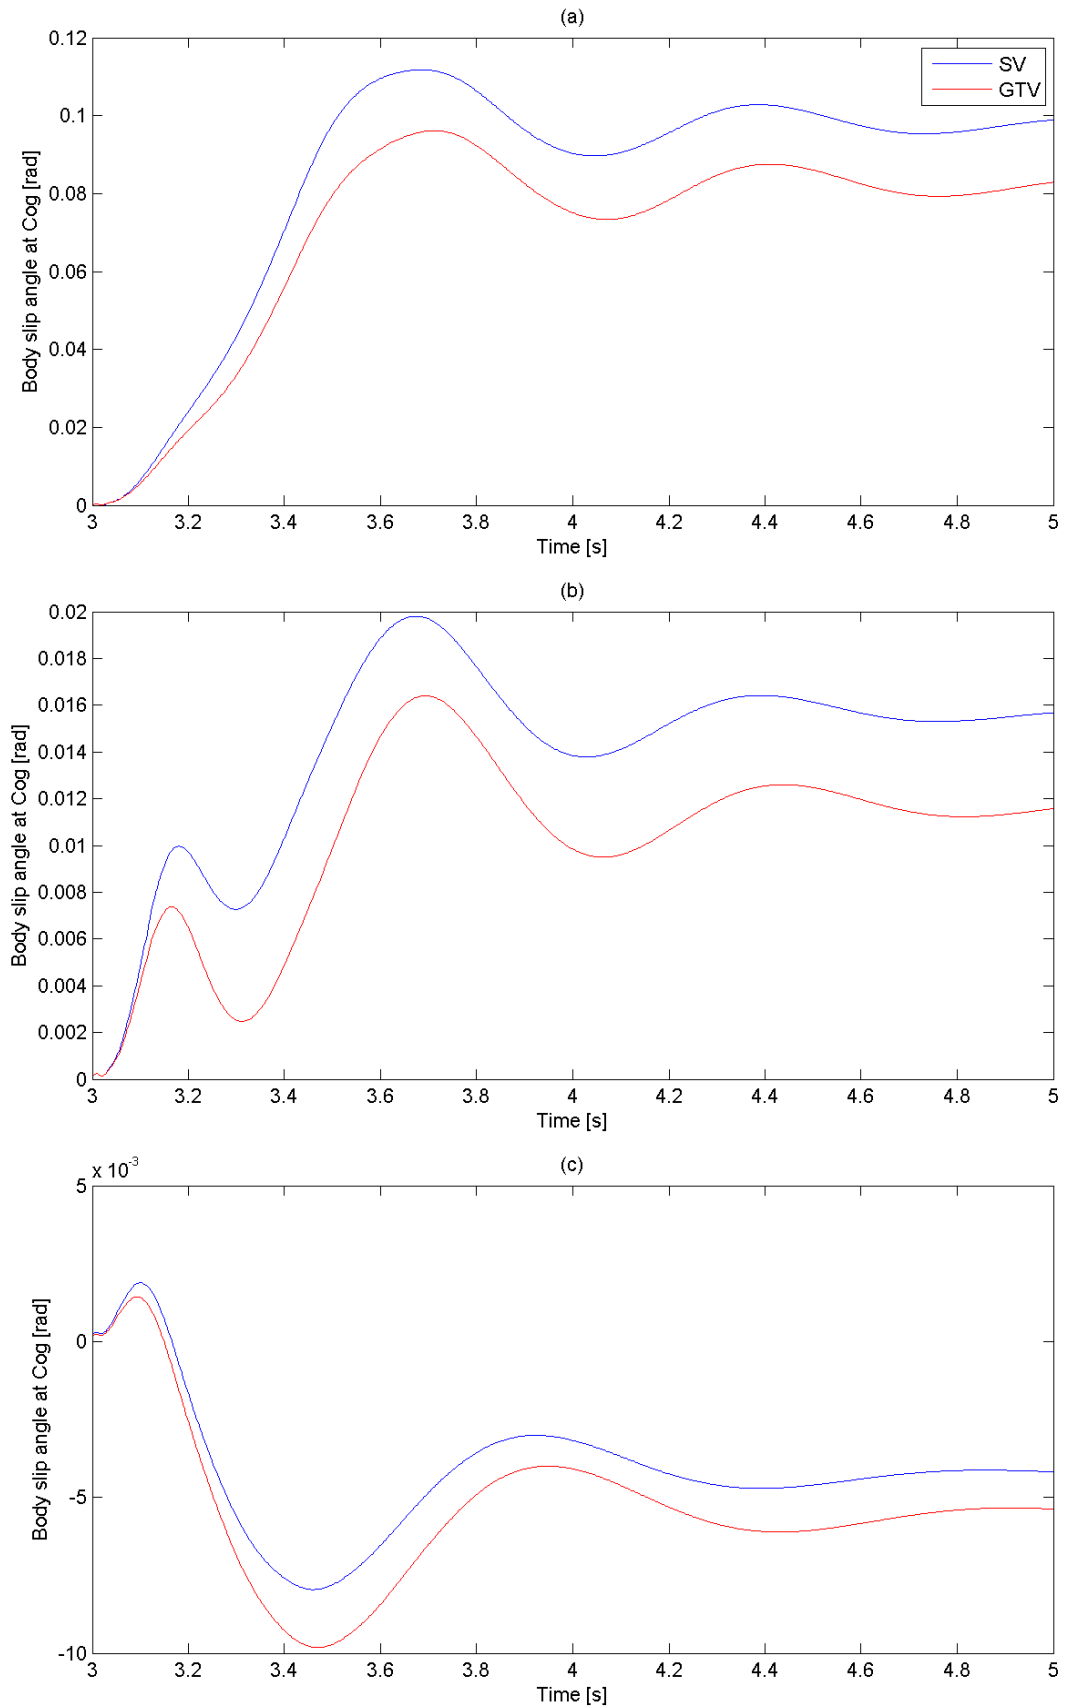 (a)
0.12
0.1
0.08
0.06
0.04
0.02
0
Body slip angle at Cog [rad]
SV
GTV
3 3.2 3.4 3.6 3.8 4 4.2 4.4 4.6 4.8 5
Time [s]
(b)
0.02
0.018
0.016
0.014
0.012
0.01
0.008
0.006
0.004
0.002
0
Body slip angle at Cog [rad]
3 3.2 3.4 3.6 3.8 4 4.2 4.4 4.6 4.8 5
Time [s]
(c)
x 10⁻³
5
0
-5
-10
Body slip angle at Cog [rad]
3 3.2 3.4 3.6 3.8 4 4.2 4.4 4.6 4.8 5
Time [s]